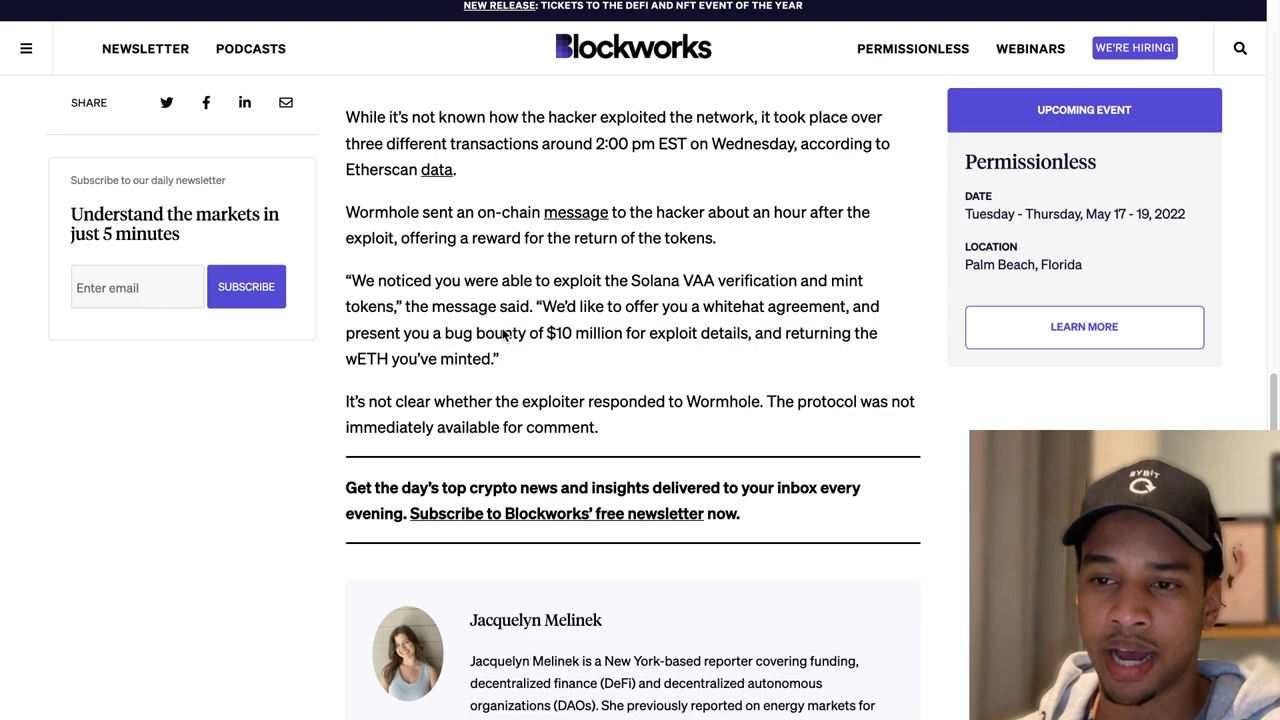 NEW RELEASE: TICKETS TO THE DEFI AND NFT EVENT OF THE YEAR
NEWSLETTER PODCASTS Blockworks PERMISSIONLESS WEBINARS WE'RE HIRING!
SHARE
Subscribe to our daily newsletter
Understand the markets in
just 5 minutes
Enter email SUBSCRIBE
While it’s not known how the hacker exploited the network, it took place over
three different transactions around 2:00 pm EST on Wednesday, according to
Etherscan data.
Wormhole sent an on-chain message to the hacker about an hour after the
exploit, offering a reward for the return of the tokens.
“We noticed you were able to exploit the Solana VAA verification and mint
tokens,” the message said. “We’d like to offer you a whitehat agreement, and
present you a bug bounty of $10 million for exploit details, and returning the
wETH you’ve minted.”
It’s not clear whether the exploiter responded to Wormhole. The protocol was not
immediately available for comment.
Get the day’s top crypto news and insights delivered to your inbox every
evening. Subscribe to Blockworks’ free newsletter now.
Jacquelyn Melinek
Jacquelyn Melinek is a New York-based reporter covering funding,
decentralized finance (DeFi) and decentralized autonomous
organizations (DAOs). She previously reported on energy markets for
UPCOMING EVENT
Permissionless
DATE
Tuesday - Thursday, May 17 - 19, 2022
LOCATION
Palm Beach, Florida
LEARN MORE
BYBIT